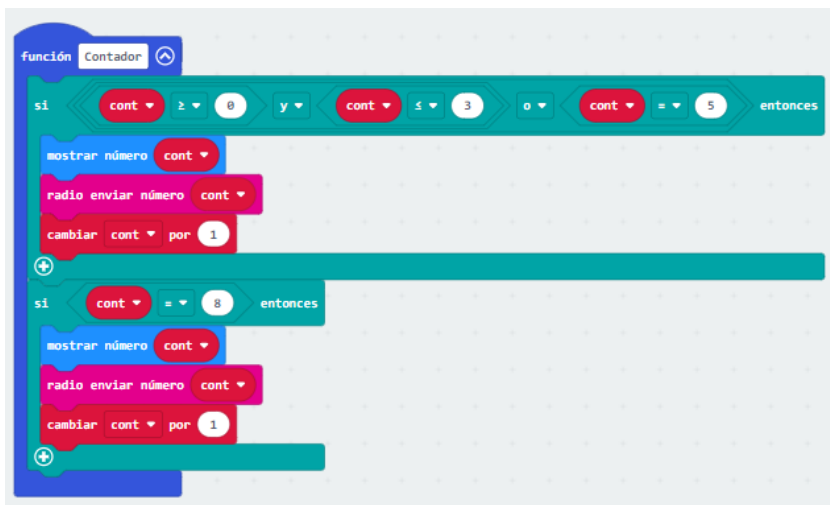 función Contador
si cont ≥ 0 y cont ≤ 3 o cont = 5 entonces
mostrar número cont
radio enviar número cont
cambiar cont por 1
si cont = 8 entonces
mostrar número cont
radio enviar número cont
cambiar cont por 1